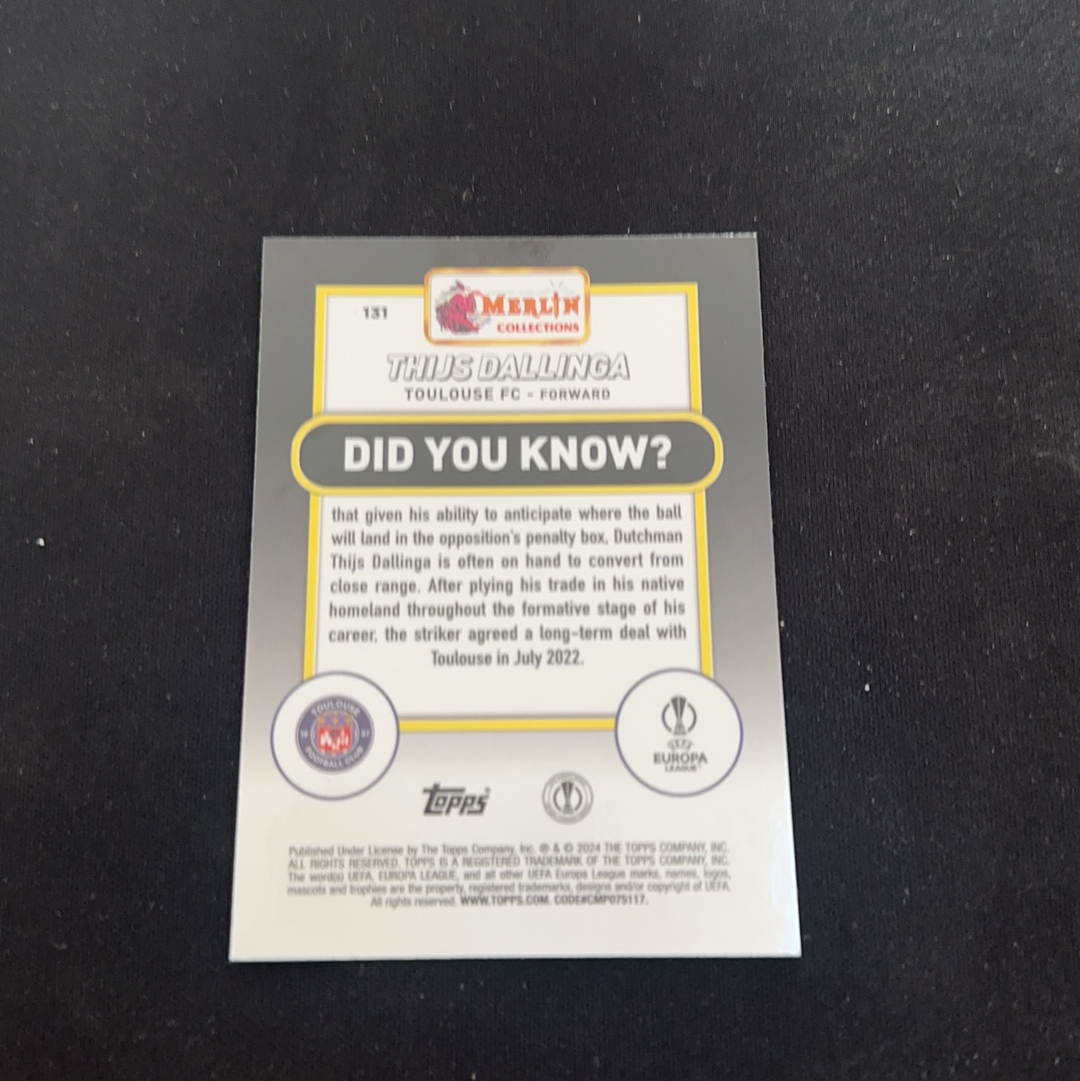 131
MERLIN
COLLECTIONS
THIJS DALLINGA
TOULOUSE FC - FORWARD
DID YOU KNOW?
that given his ability to anticipate where the ball
will land in the opposition's penalty box, Dutchman
Thijs Dallinga is often on hand to convert from
close range. After plying his trade in his native
homeland throughout the formative stage of his
career, the striker agreed a long-term deal with
Toulouse in July 2022.
TOULOUSE
FOOTBALL CLUB
UEFA
EUROPA
LEAGUE™
Topps®
Published Under License by The Topps Company, Inc. ® & © 2024 THE TOPPS COMPANY, INC.
ALL RIGHTS RESERVED. TOPPS IS A REGISTERED TRADEMARK OF THE TOPPS COMPANY, INC.
The word(s) UEFA, EUROPA LEAGUE, and all other UEFA Europa League marks, names, logos,
mascots and trophies are the property, registered trademarks, designs and/or copyright of UEFA.
All rights reserved. WWW.TOPPS.COM. CODE#CMP075117.